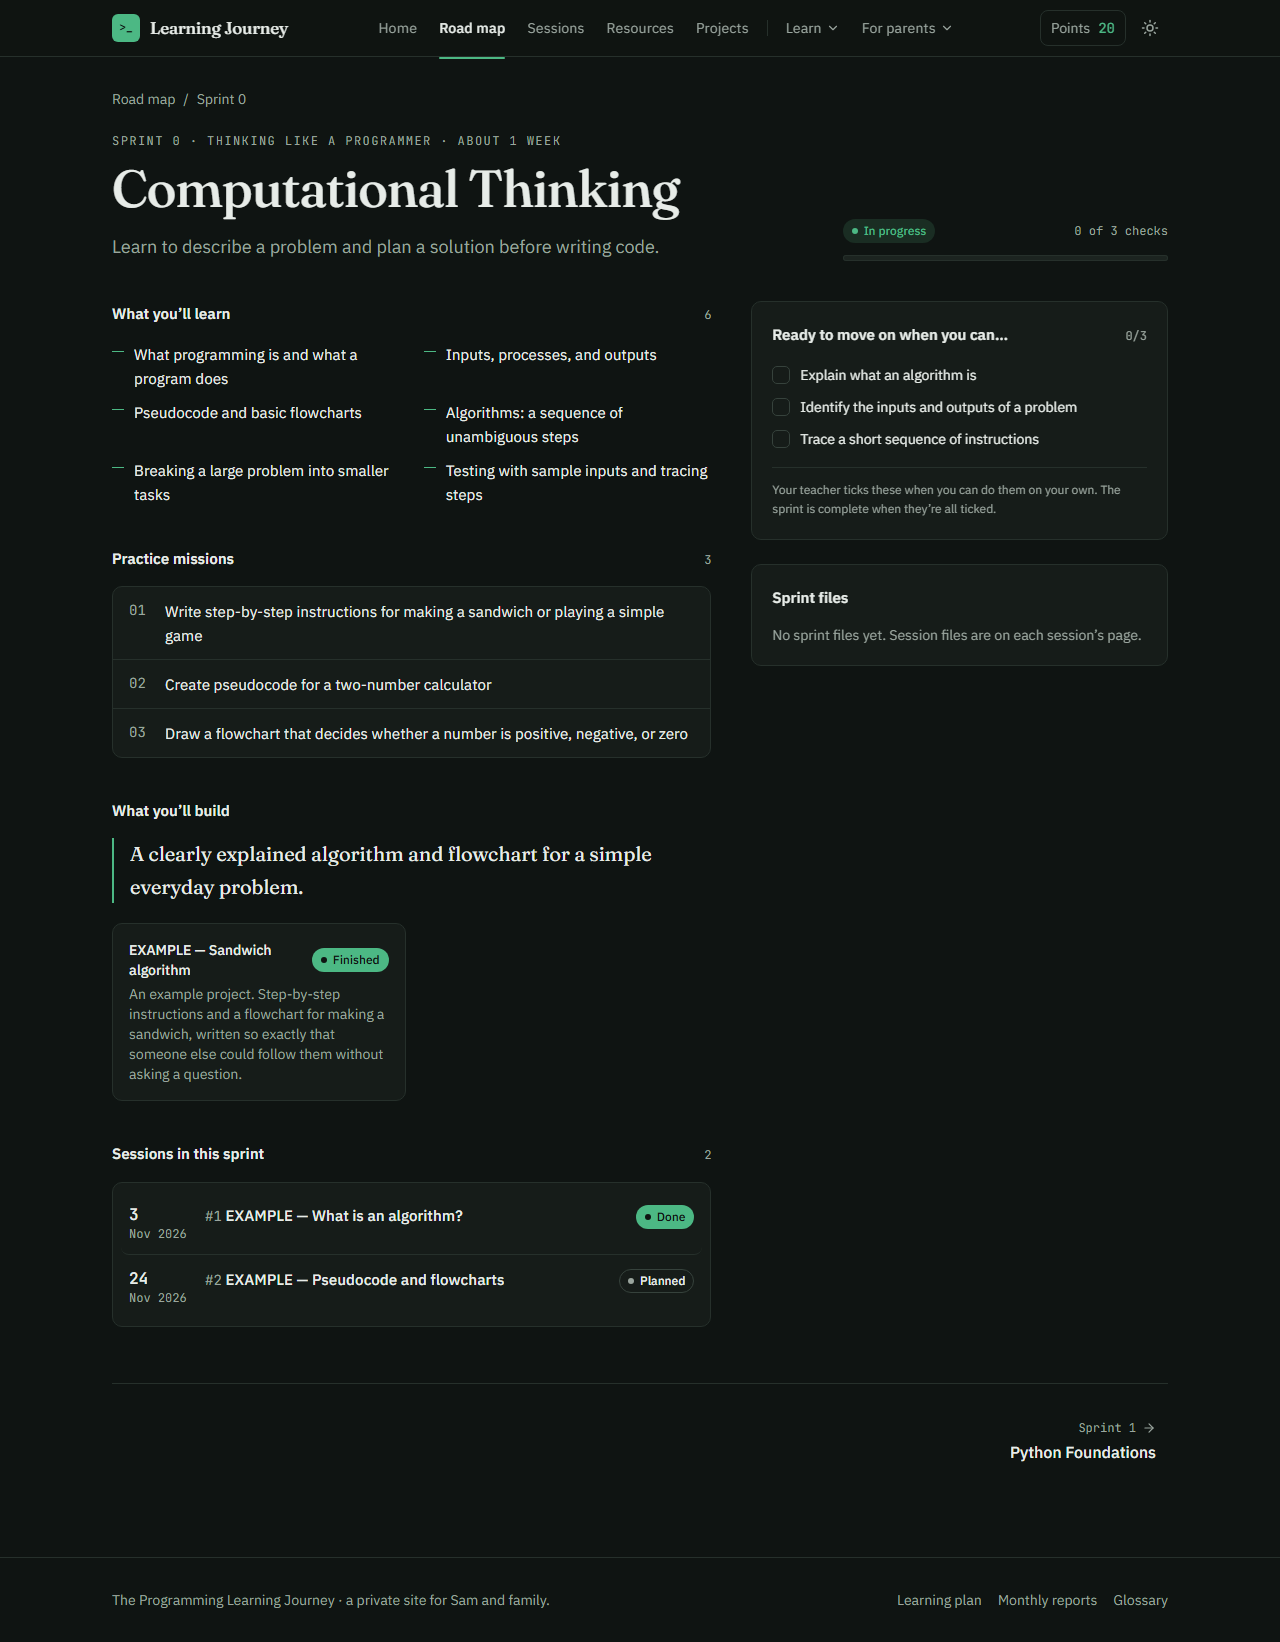 >_ Learning Journey
Home Road map Sessions Resources Projects Learn For parents
Points 20
Road map / Sprint 0
SPRINT 0 · THINKING LIKE A PROGRAMMER · ABOUT 1 WEEK
Computational Thinking
Learn to describe a problem and plan a solution before writing code.
In progress
0 of 3 checks
What you’ll learn 6
What programming is and what a
program does
Inputs, processes, and outputs
Pseudocode and basic flowcharts
Algorithms: a sequence of
unambiguous steps
Breaking a large problem into smaller
tasks
Testing with sample inputs and tracing
steps
Practice missions 3
01 Write step-by-step instructions for making a sandwich or playing a simple
game
02 Create pseudocode for a two-number calculator
03 Draw a flowchart that decides whether a number is positive, negative, or zero
What you’ll build
A clearly explained algorithm and flowchart for a simple
everyday problem.
EXAMPLE — Sandwich
algorithm
Finished
An example project. Step-by-step
instructions and a flowchart for making a
sandwich, written so exactly that
someone else could follow them without
asking a question.
Sessions in this sprint 2
3
Nov 2026
#1 EXAMPLE — What is an algorithm?
Done
24
Nov 2026
#2 EXAMPLE — Pseudocode and flowcharts
Planned
Ready to move on when you can... 0/3
Explain what an algorithm is
Identify the inputs and outputs of a problem
Trace a short sequence of instructions
Your teacher ticks these when you can do them on your own. The
sprint is complete when they’re all ticked.
Sprint files
No sprint files yet. Session files are on each session’s page.
Sprint 1 →
Python Foundations
The Programming Learning Journey · a private site for Sam and family.
Learning plan Monthly reports Glossary